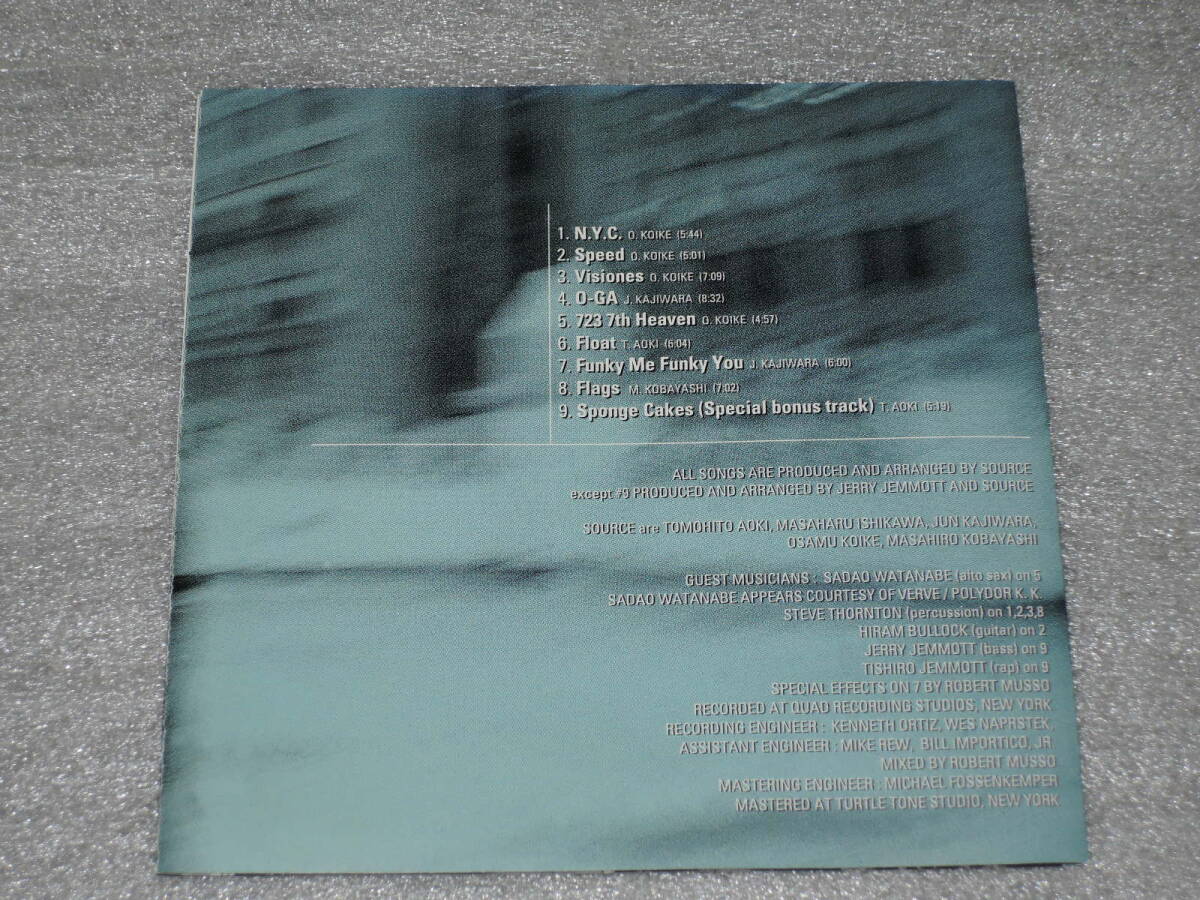 1. N.Y.C. O. KOIKE (5:44)
2. Speed O. KOIKE (5:01)
3. Visiones O. KOIKE (7:09)
4. O-GA J. KAJIWARA (8:32)
5. 723 7th Heaven O. KOIKE (4:57)
6. Float T. AOKI (6:04)
7. Funky Me Funky You J. KAJIWARA (6:00)
8. Flags M. KOBAYASHI (7:02)
9. Sponge Cakes (Special bonus track) T. AOKI (5:19)
ALL SONGS ARE PRODUCED AND ARRANGED BY SOURCE
except #9 PRODUCED AND ARRANGED BY JERRY JEMMOTT AND SOURCE
SOURCE are TOMOHITO AOKI, MASAHARU ISHIKAWA, JUN KAJIWARA,
OSAMU KOIKE, MASAHIRO KOBAYASHI
GUEST MUSICIANS : SADAO WATANABE (alto sax) on 5
SADAO WATANABE APPEARS COURTESY OF VERVE / POLYDOR K. K.
STEVE THORNTON (percussion) on 1,2,3,8
HIRAM BULLOCK (guitar) on 2
JERRY JEMMOTT (bass) on 9
TISHIRO JEMMOTT (rap) on 9
SPECIAL EFFECTS ON 7 BY ROBERT MUSSO
RECORDED AT QUAD RECORDING STUDIOS, NEW YORK
RECORDING ENGINEER : KENNETH ORTIZ, WES NAPRSTEK,
ASSISTANT ENGINEER : MIKE REW, BILL IMPORTICO, JR
MIXED BY ROBERT MUSSO
MASTERING ENGINEER : MICHAEL FOSSENKEMPER
MASTERED AT TURTLE TONE STUDIO, NEW YORK